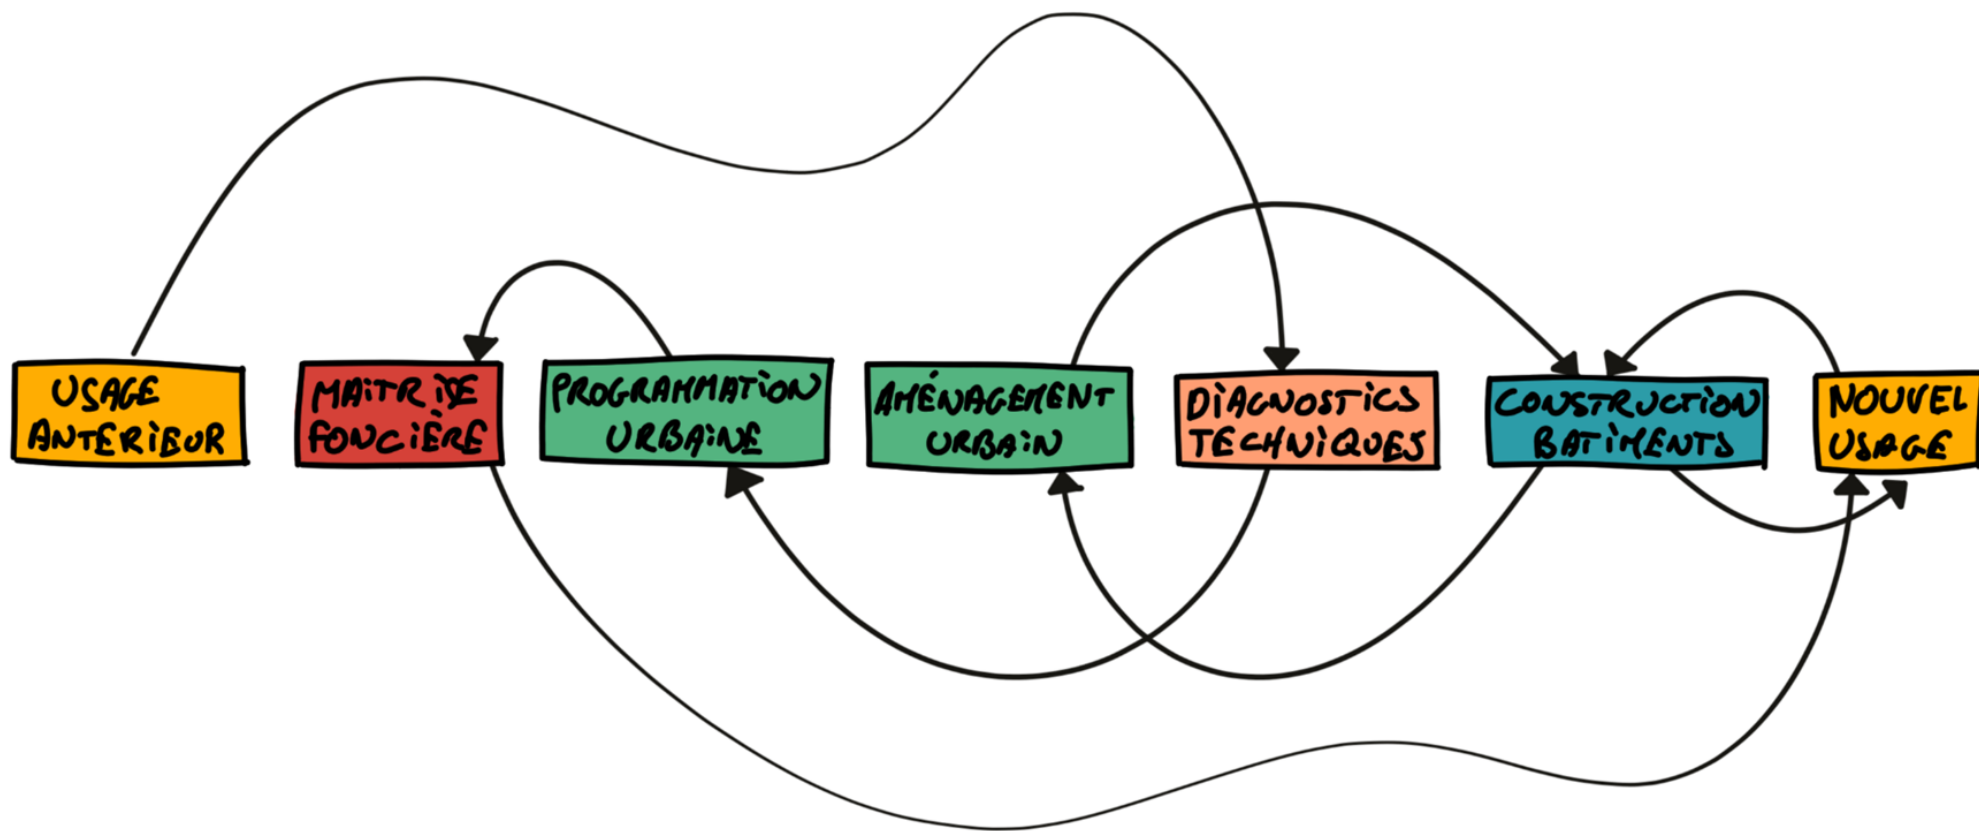 USAGE
ANTERIEUR
MAiTRiSE
FONCiÈRE
PROGRAMMATiON
URBAiNE
AMÉNAGEMENT
URBAiN
DiAGNOSTiCS
TECHNiQUES
CONSTRUCTiON
BATiMENTS
NOUVEL
USAGE